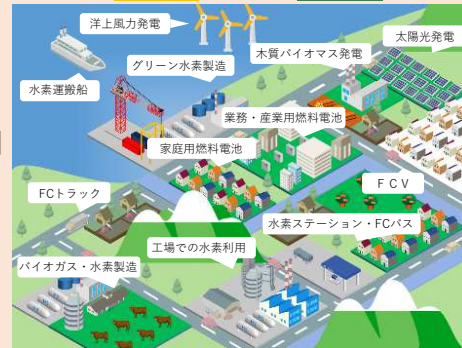 洋上風力発電
太陽光発電
木質バイオマス発電
グリーン水素製造
水素運搬船
業務・産業用燃料電池
家庭用燃料電池
FCトラック
ＦＣＶ
水素ステーション・FCバス
工場での水素利用
バイオガス・水素製造